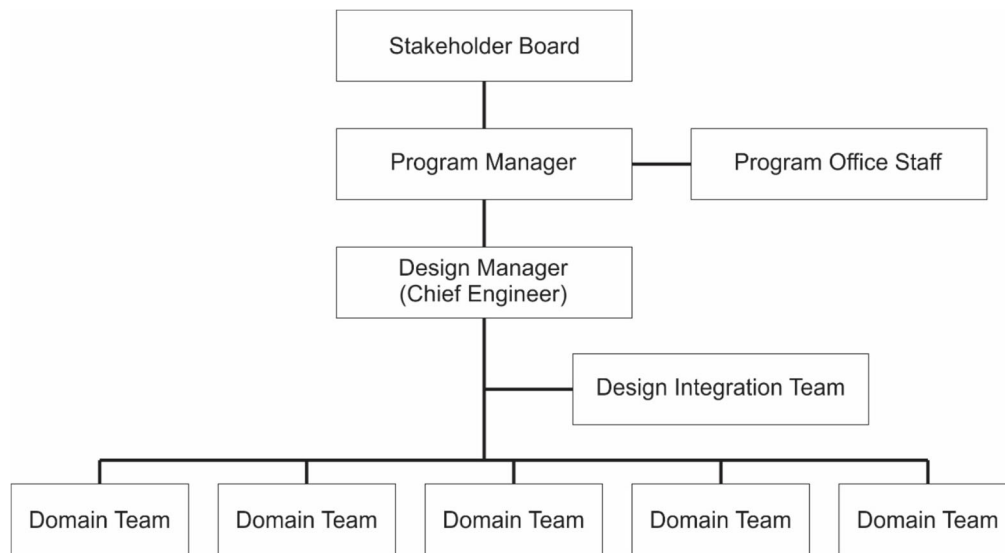 Stakeholder Board
Program Manager
Program Office Staff
Design Manager
(Chief Engineer)
Design Integration Team
Domain Team
Domain Team
Domain Team
Domain Team
Domain Team